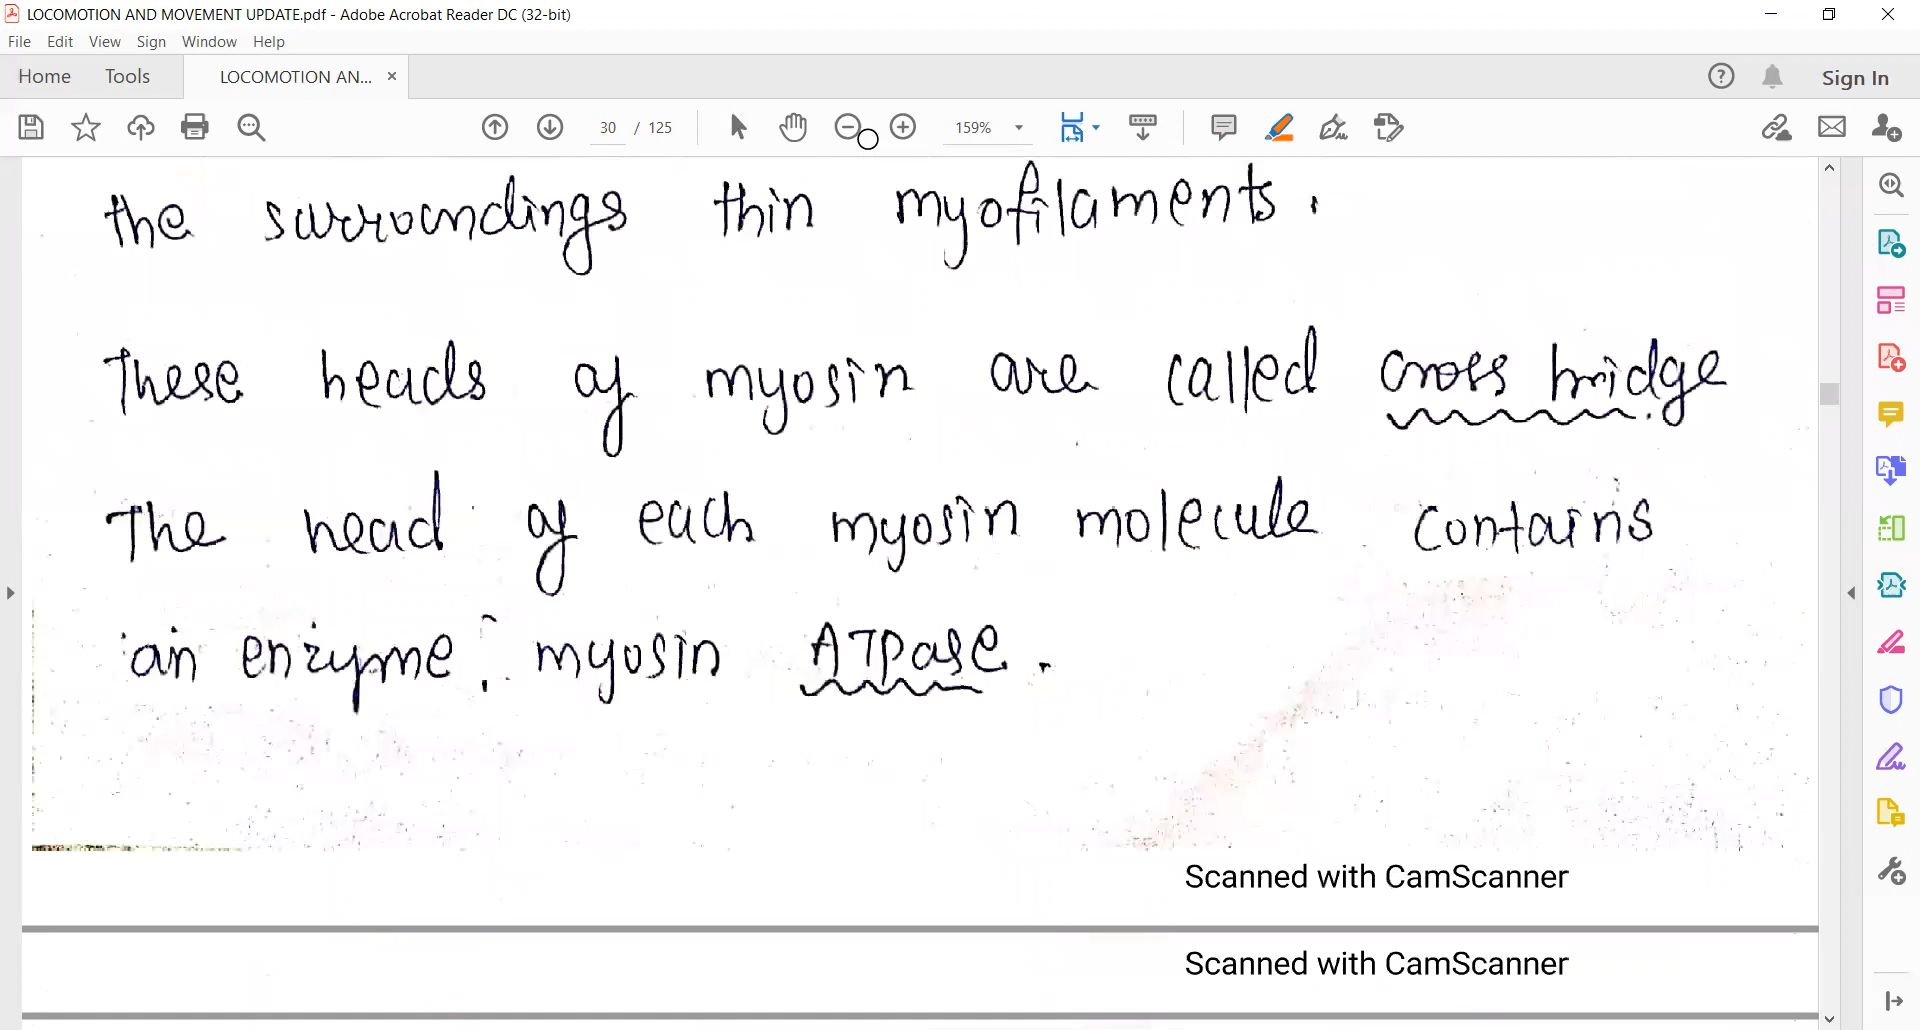 LOCOMOTION AND MOVEMENT UPDATE.pdf - Adobe Acrobat Reader DC (32-bit)
File Edit View Sign Window Help
Home Tools LOCOMOTION AN... × Sign In
30 / 125 159%
the surroundings thin myofilaments.
These heads of myosin are called cross bridge.
The head of each myosin molecule contains
an enzyme, myosin ATPase.
Scanned with CamScanner
Scanned with CamScanner